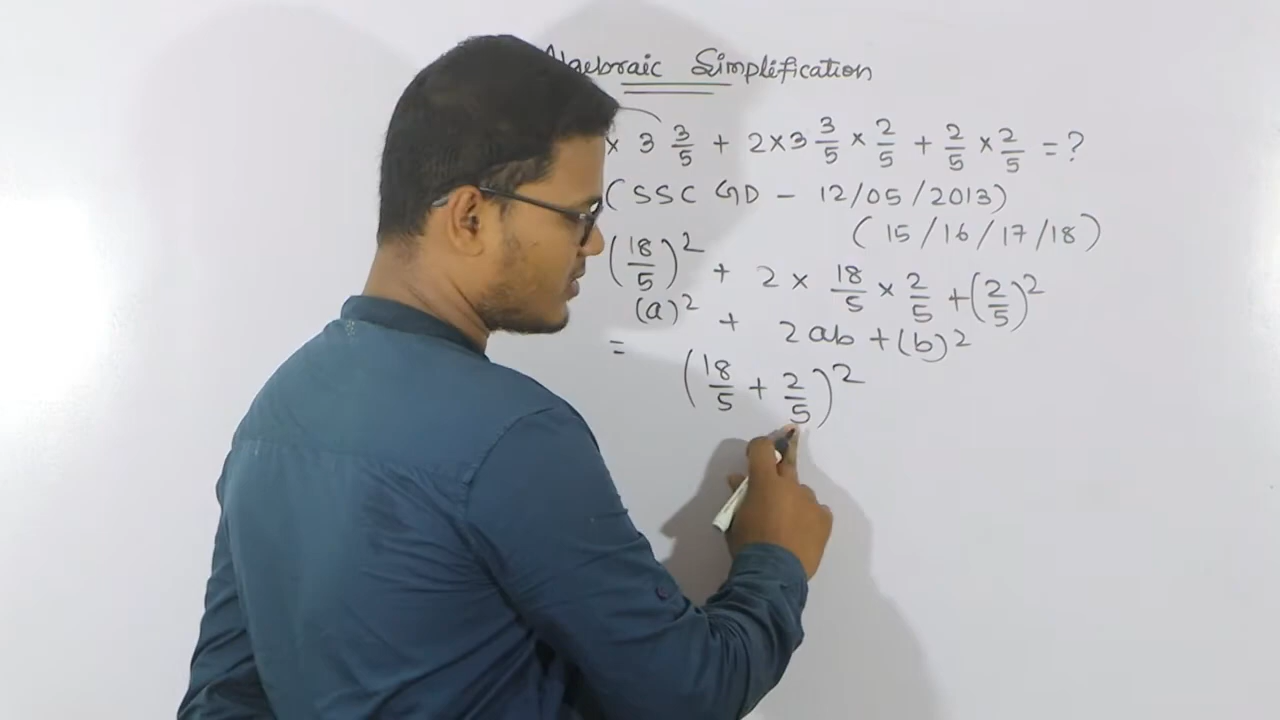 Algebraic Simplification
× 3 3/5 + 2×3 3/5 × 2/5 + 2/5 × 2/5 = ?
(SSC GD - 12/05/2013)
(15/16/17/18)
(18/5)² + 2 × 18/5 × 2/5 + (2/5)²
(a)² + 2ab + (b)²
= (18/5 + 2/5)²